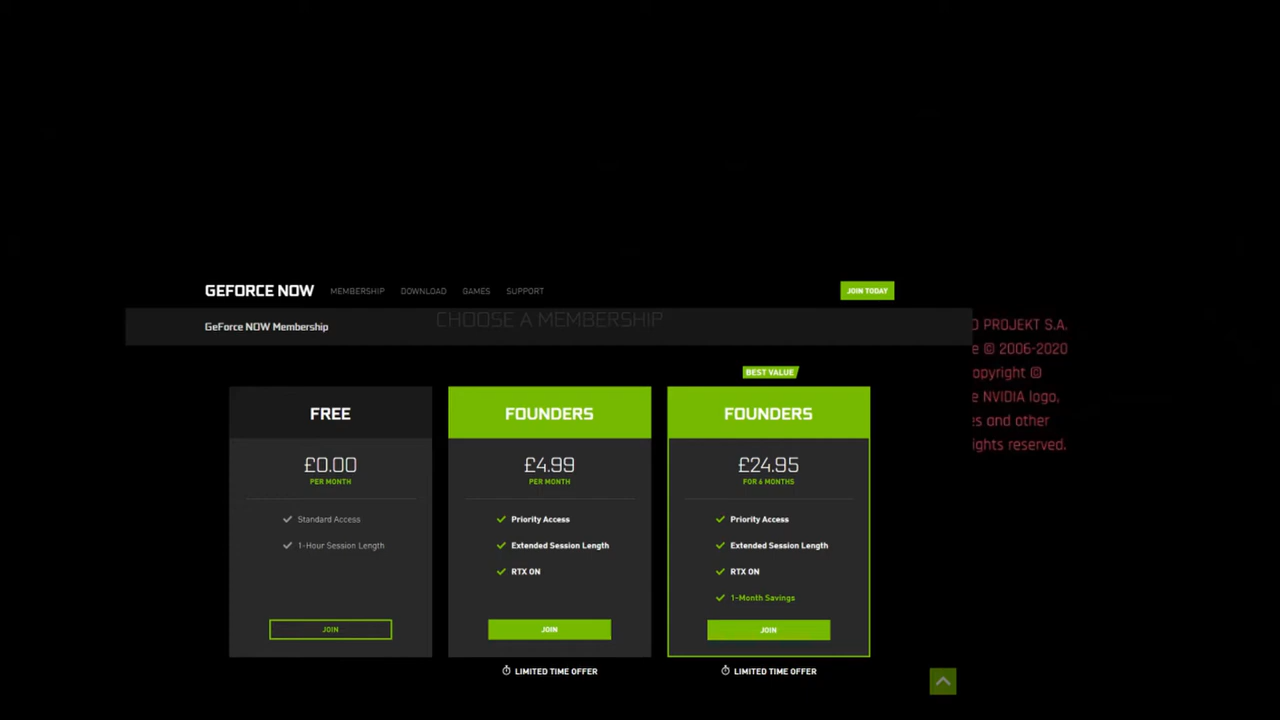 GEFORCE NOW MEMBERSHIP DOWNLOAD GAMES SUPPORT JOIN TODAY
GeForce NOW Membership
CHOOSE A MEMBERSHIP
BEST VALUE
FREE
£0.00
PER MONTH
Standard Access
1-Hour Session Length
JOIN
FOUNDERS
£4.99
PER MONTH
Priority Access
Extended Session Length
RTX ON
JOIN
LIMITED TIME OFFER
FOUNDERS
£24.95
FOR 6 MONTHS
Priority Access
Extended Session Length
RTX ON
1-Month Savings
JOIN
LIMITED TIME OFFER
PROJEKT S.A.
© 2006-2020
©
NVIDIA logo,
and other
reserved.